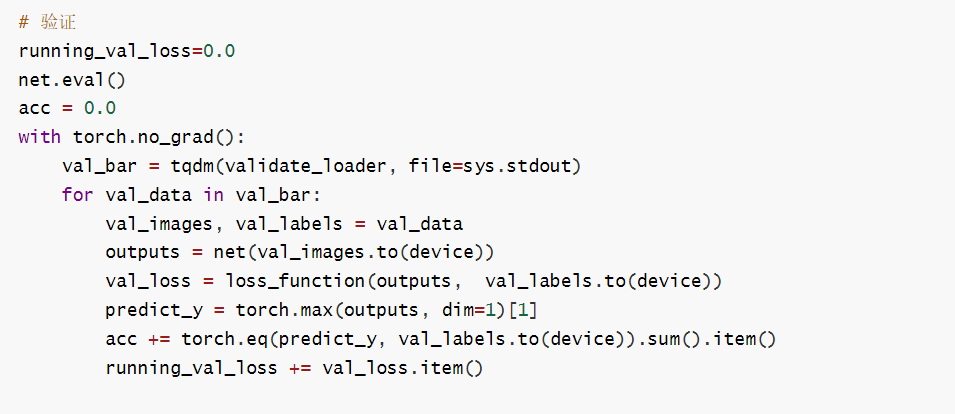 # 验证
running_val_loss=0.0
net.eval()
acc = 0.0
with torch.no_grad():
    val_bar = tqdm(validate_loader, file=sys.stdout)
    for val_data in val_bar:
        val_images, val_labels = val_data
        outputs = net(val_images.to(device))
        val_loss = loss_function(outputs,  val_labels.to(device))
        predict_y = torch.max(outputs, dim=1)[1]
        acc += torch.eq(predict_y, val_labels.to(device)).sum().item()
        running_val_loss += val_loss.item()